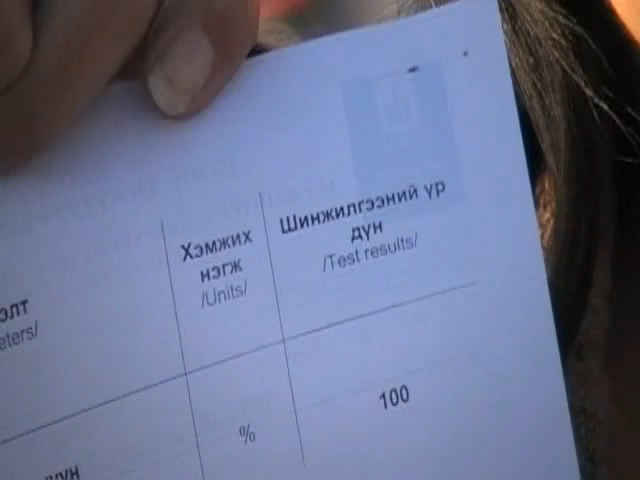 элт
eters/
Хэмжих
нэгж
/Units/
Шинжилгээний үр
дүн
/Test results/
%
100